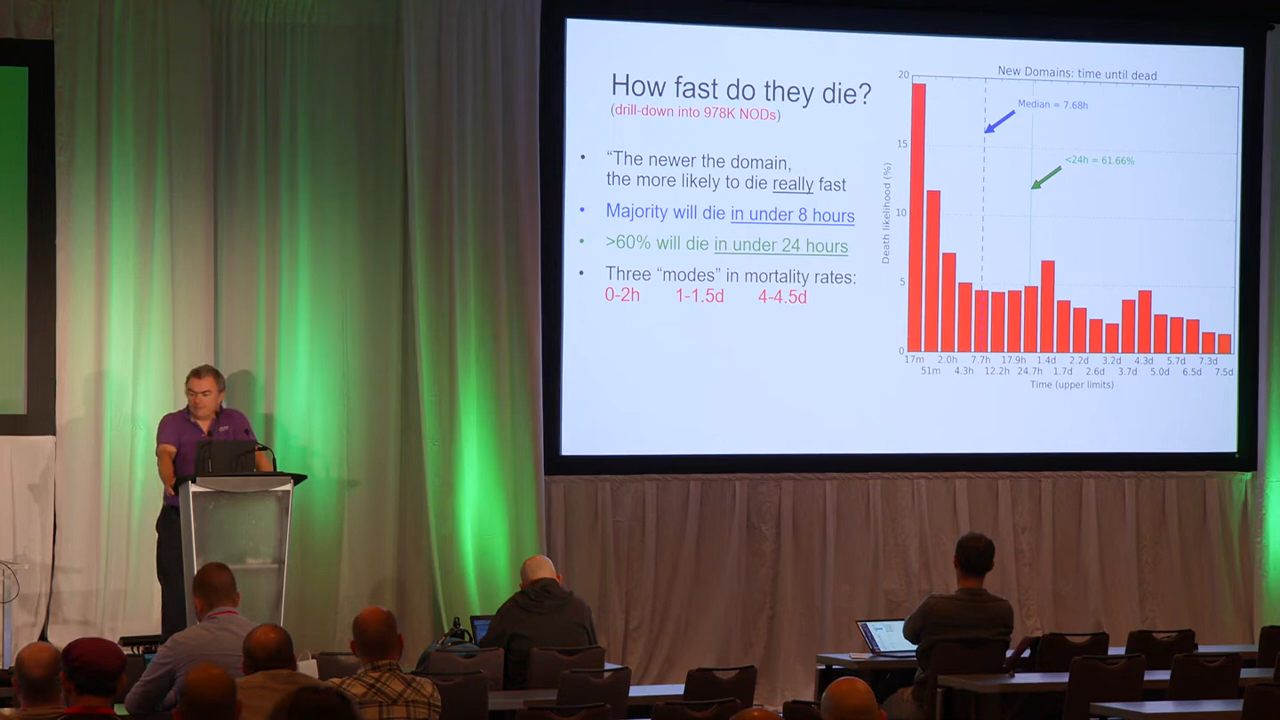 How fast do they die?
(drill-down into 978K NODs)
• “The newer the domain,
the more likely to die really fast
• Majority will die in under 8 hours
• >60% will die in under 24 hours
• Three “modes” in mortality rates:
0-2h 1-1.5d 4-4.5d
New Domains: time until dead
Median = 7.68h
<24h = 61.66%
Death likelihood (%)
20
15
10
5
0
17m 2.0h 7.7h 17.9h 1.4d 2.2d 3.2d 4.3d 5.7d 7.3d
51m 4.3h 12.2h 24.7h 1.7d 2.6d 3.7d 5.0d 6.5d 7.5d
Time (upper limits)